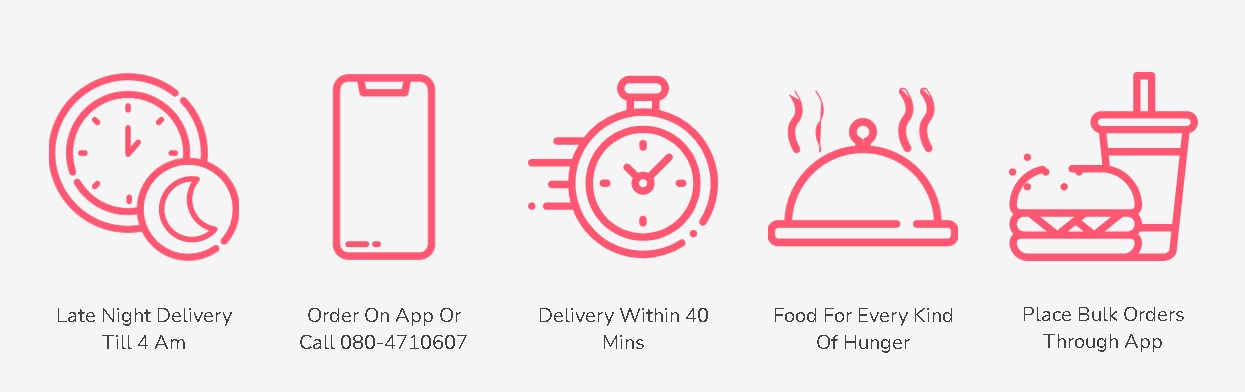 Late Night Delivery
Till 4 Am
Order On App Or
Call 080-4710607
Delivery Within 40
Mins
Food For Every Kind
Of Hunger
Place Bulk Orders
Through App